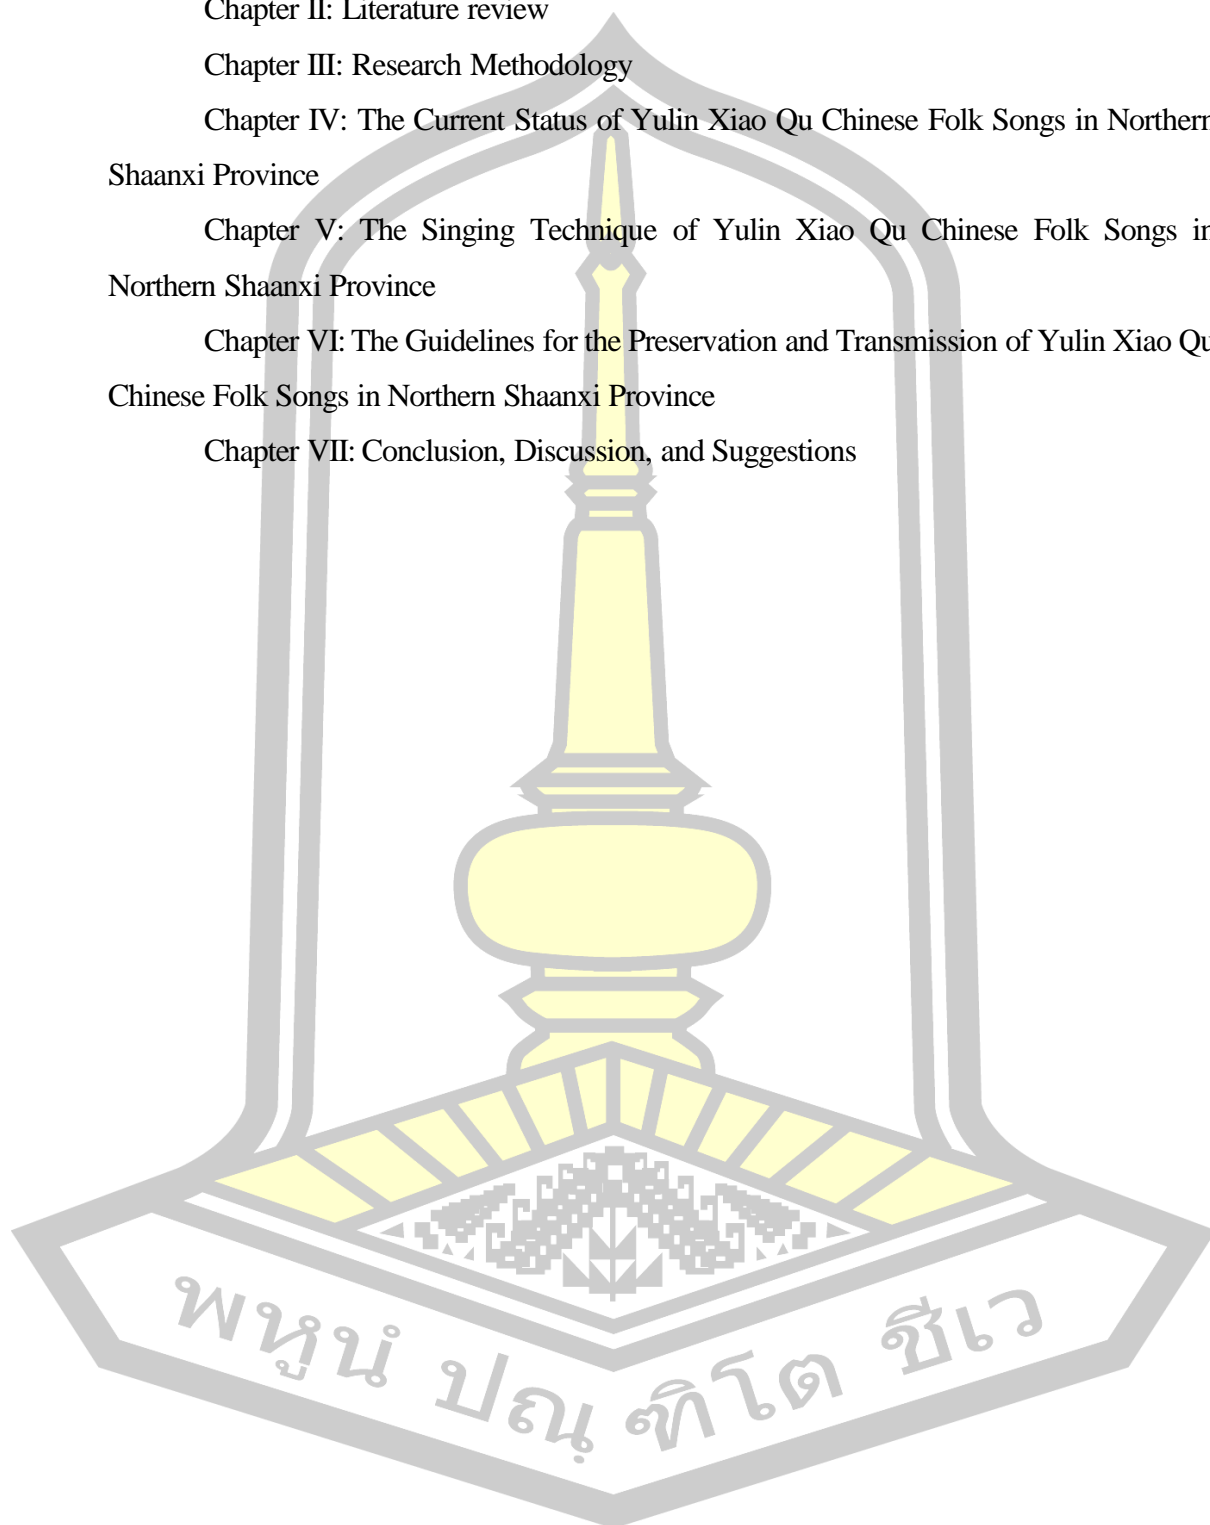 Chapter II: Literature review
Chapter III: Research Methodology
Chapter IV: The Current Status of Yulin Xiao Qu Chinese Folk Songs in Northern
Shaanxi Province
Chapter V: The Singing Technique of Yulin Xiao Qu Chinese Folk Songs in
Northern Shaanxi Province
Chapter VI: The Guidelines for the Preservation and Transmission of Yulin Xiao Qu
Chinese Folk Songs in Northern Shaanxi Province
Chapter VII: Conclusion, Discussion, and Suggestions
พหูนํ ปณฺฑิโต ชีเว